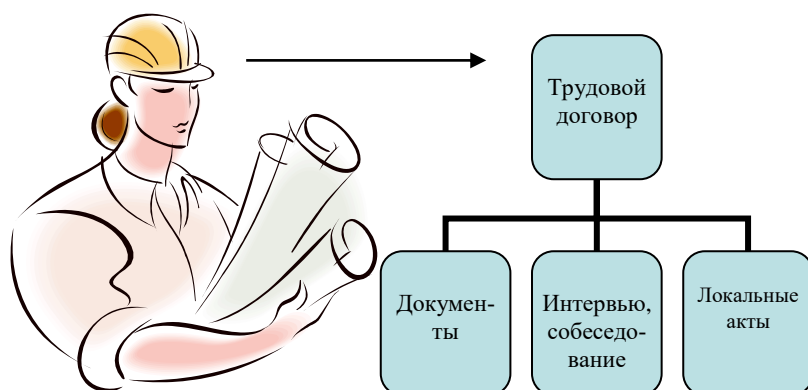 Трудовой
договор
Докумен-
ты
Интервью,
собеседо-
вание
Локальные
акты